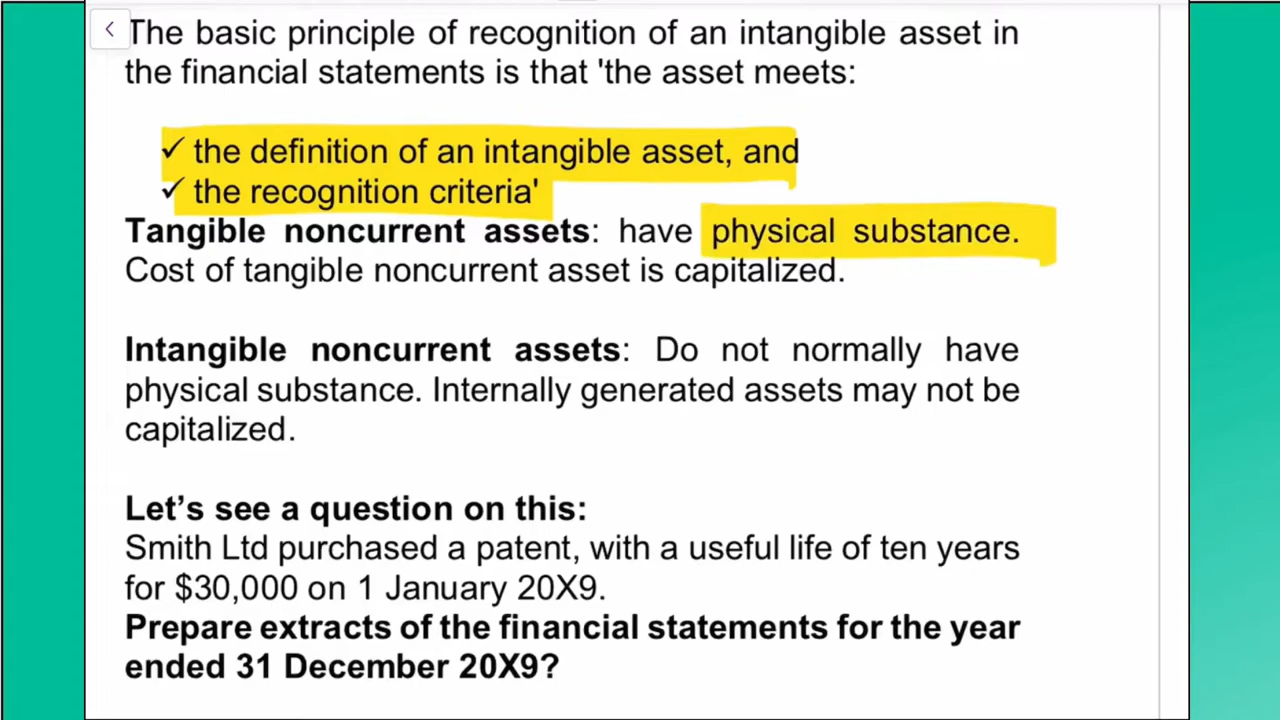 The basic principle of recognition of an intangible asset in
the financial statements is that 'the asset meets:
✓ the definition of an intangible asset, and
✓ the recognition criteria'
Tangible noncurrent assets: have physical substance.
Cost of tangible noncurrent asset is capitalized.
Intangible noncurrent assets: Do not normally have
physical substance. Internally generated assets may not be
capitalized.
Let’s see a question on this:
Smith Ltd purchased a patent, with a useful life of ten years
for $30,000 on 1 January 20X9.
Prepare extracts of the financial statements for the year
ended 31 December 20X9?